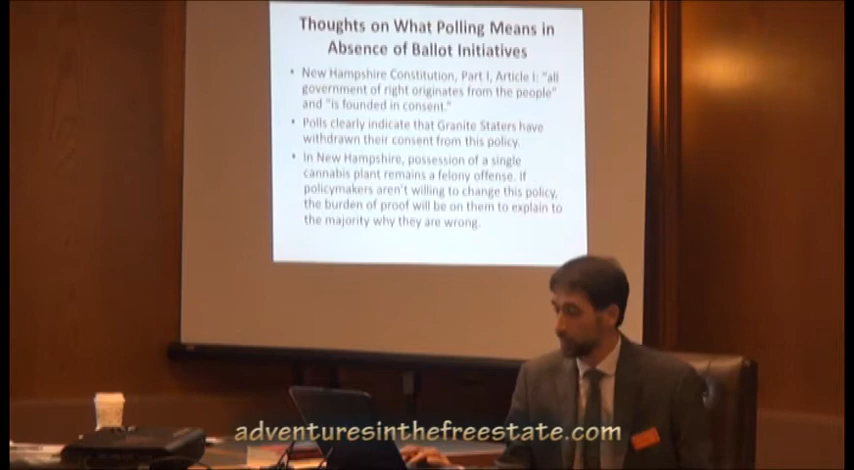 Thoughts on What Polling Means in
Absence of Ballot Initiatives
• New Hampshire Constitution, Part I, Article I: "all
government of right originates from the people"
and "is founded in consent."
• Polls clearly indicate that Granite Staters have
withdrawn their consent from this policy.
• In New Hampshire, possession of a single
cannabis plant remains a felony offense. If
policymakers aren't willing to change this policy,
the burden of proof will be on them to explain to
the majority why they are wrong.
adventuresinthefreestate.com